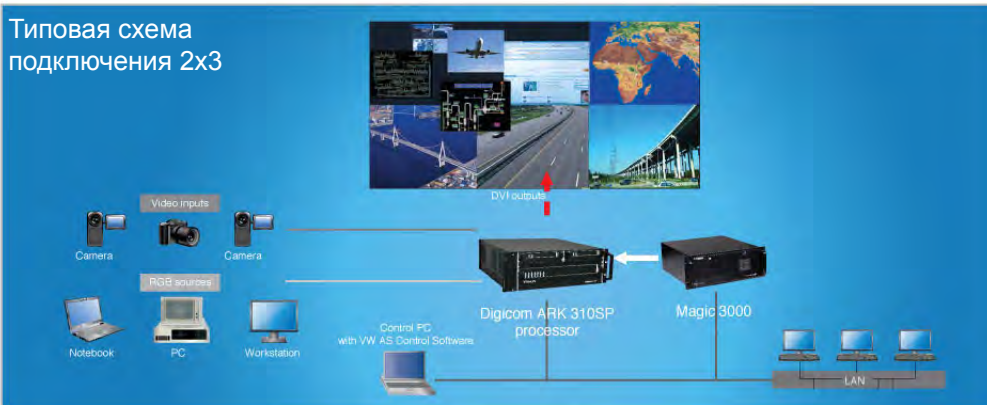 Типовая схема
подключения 2x3
DVI outputs
Video inputs
Camera
Camera
RGB sources
Notebook
PC
Workstation
Digicom ARK 310SP
processor
Magic 3000
Control PC
with VW AS Control Software
LAN